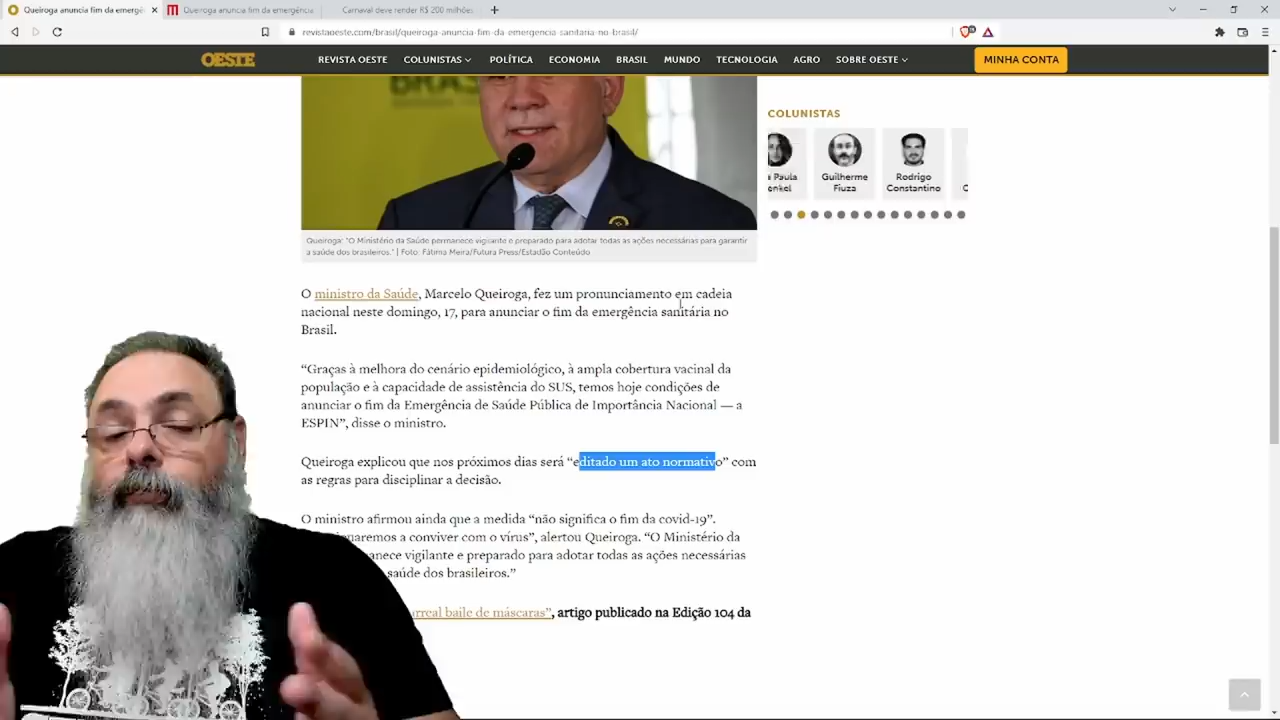 Queiroga anuncia fim da emergê
Queiroga anuncia fim da emergência
Carnaval deve render R$ 200 milhões
revistaoeste.com/brasil/queiroga-anuncia-fim-da-emergencia-sanitaria-no-brasil/
OESTE
REVISTA OESTE
COLUNISTAS
POLÍTICA
ECONOMIA
BRASIL
MUNDO
TECNOLOGIA
AGRO
SOBRE OESTE
MINHA CONTA
Queiroga: "O Ministério da Saúde permanece vigilante e preparado para adotar todas as ações necessárias para garantir
a saúde dos brasileiros." | Foto: Fátima Meira/Futura Press/Estadão Conteúdo
O ministro da Saúde, Marcelo Queiroga, fez um pronunciamento em cadeia
nacional neste domingo, 17, para anunciar o fim da emergência sanitária no
Brasil.
“Graças à melhora do cenário epidemiológico, à ampla cobertura vacinal da
população e à capacidade de assistência do SUS, temos hoje condições de
anunciar o fim da Emergência de Saúde Pública de Importância Nacional — a
ESPIN”, disse o ministro.
Queiroga explicou que nos próximos dias será “editado um ato normativo” com
as regras para disciplinar a decisão.
O ministro afirmou ainda que a medida “não significa o fim da covid-19”.
onaremos a conviver com o vírus”, alertou Queiroga. “O Ministério da
anece vigilante e preparado para adotar todas as ações necessárias
saúde dos brasileiros.”
rreal baile de máscaras”, artigo publicado na Edição 104 da
COLUNISTAS
a Paula
enkel
Guilherme
Fiuza
Rodrigo
Constantino